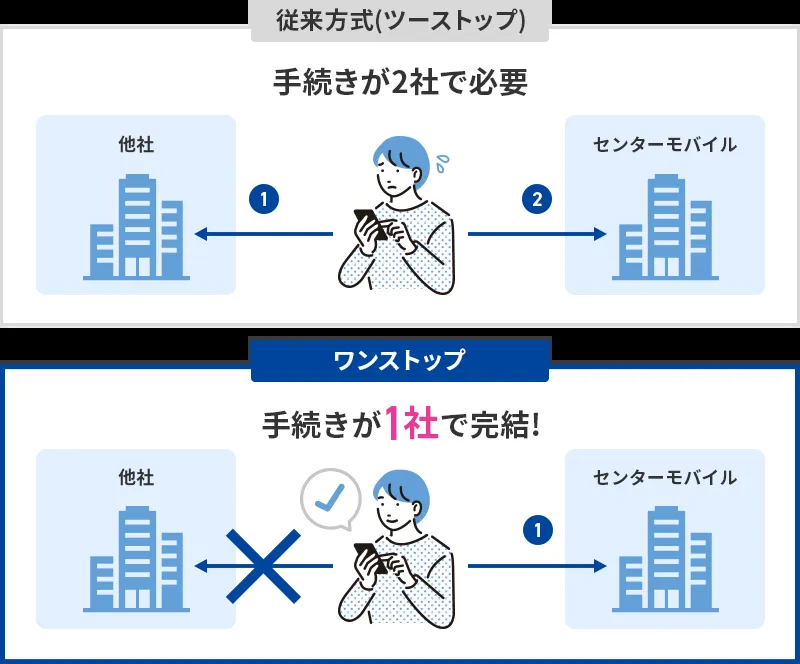 従来方式(ツーストップ)
手続きが2社で必要
他社
センターモバイル
1
2
ワンストップ
手続きが1社で完結!
他社
センターモバイル
1